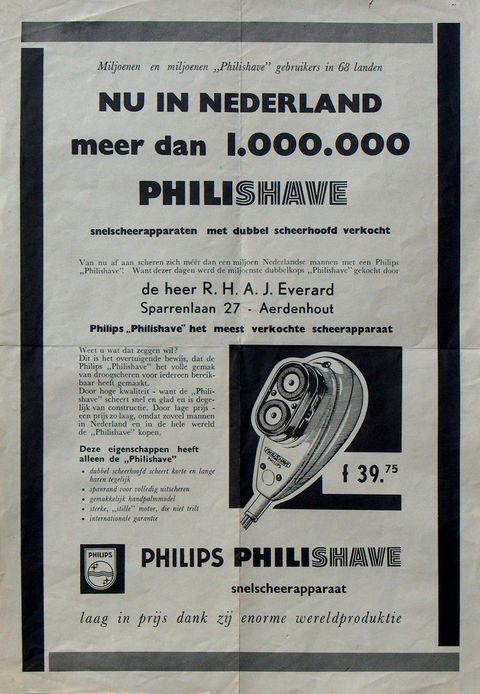 Miljoenen en miljoenen „Philishave” gebruikers in 68 landen
NU IN NEDERLAND
meer dan 1.000.000
PHILISHAVE
snelscheerapparaten met dubbel scheerhoofd verkocht
Van nu af aan scheren zich méér dan een miljoen Nederlandse mannen met een Philips
„Philishave”. Want dezer dagen werd de miljoenste dubbelkops „Philishave” gekocht door
de heer R. H. A. J. Everard
Sparrenlaan 27 - Aerdenhout
Philips „Philishave” het meest verkochte scheerapparaat
Weet u wat dat zeggen wil?
Dit is het overtuigende bewijs, dat de
Philips „Philishave” het volle gemak
van droogscheren voor iedereen bereik-
baar heeft gemaakt.
Door hoge kwaliteit - want de „Phili-
shave” scheert snel en glad en is dege-
lijk van constructie. Door lage prijs -
een prijs zo laag, omdat zoveel mannen
in Nederland en in de hele wereld
de „Philishave” kopen.
Deze eigenschappen heeft
alleen de „Philishave”
• dubbel scheerhoofd scheert korte en lange
haren tegelijk
• spanrand voor volledig uitscheren
• gemakkelijk handpalmmodel
• sterke, „stille” motor, die niet trilt
• internationale garantie
PHILISHAVE
PHILIPS
f 39.75
PHILIPS
PHILIPS PHILISHAVE
snelscheerapparaat
laag in prijs dank zij enorme wereldproduktie